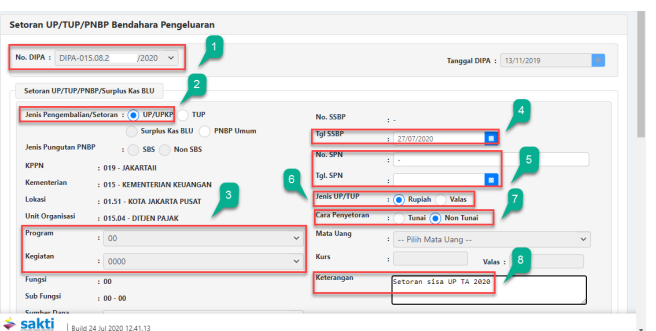 Setoran UP/TUP/PNBP Bendahara Pengeluaran
No. DIPA : DIPA-015.08.2 /2020
1
Tanggal DIPA : 13/11/2019
Setoran UP/TUP/PNBP/Surplus Kas BLU
2
Jenis Pengembalian/Setoran : UP/UPKP TUP
Surplus Kas BLU PNBP Umum
Jenis Pungutan PNBP : SBS Non SBS
KPPN : 019 - JAKARTAII
Kementerian : 015 - KEMENTERIAN KEUANGAN
Lokasi : 01.51 - KOTA JAKARTA PUSAT
Unit Organisasi : 015.04 - DITJEN PAJAK
3
Program : 00
Kegiatan : 0000
Fungsi : 00
Sub Fungsi : 00 - 00
Sumber Dana
No. SSBP : -
4
Tgl SSBP : 27/07/2020
No. SPN : -
5
Tgl. SPN :
6
Jenis UP/TUP : Rupiah Valas
7
Cara Penyetoran : Tunai Non Tunai
Mata Uang : -- Pilih Mata Uang --
Kurs : Valas :
8
Keterangan : Setoran sisa UP TA 2020
sakti Build 24 Jul 2020 12.41.13